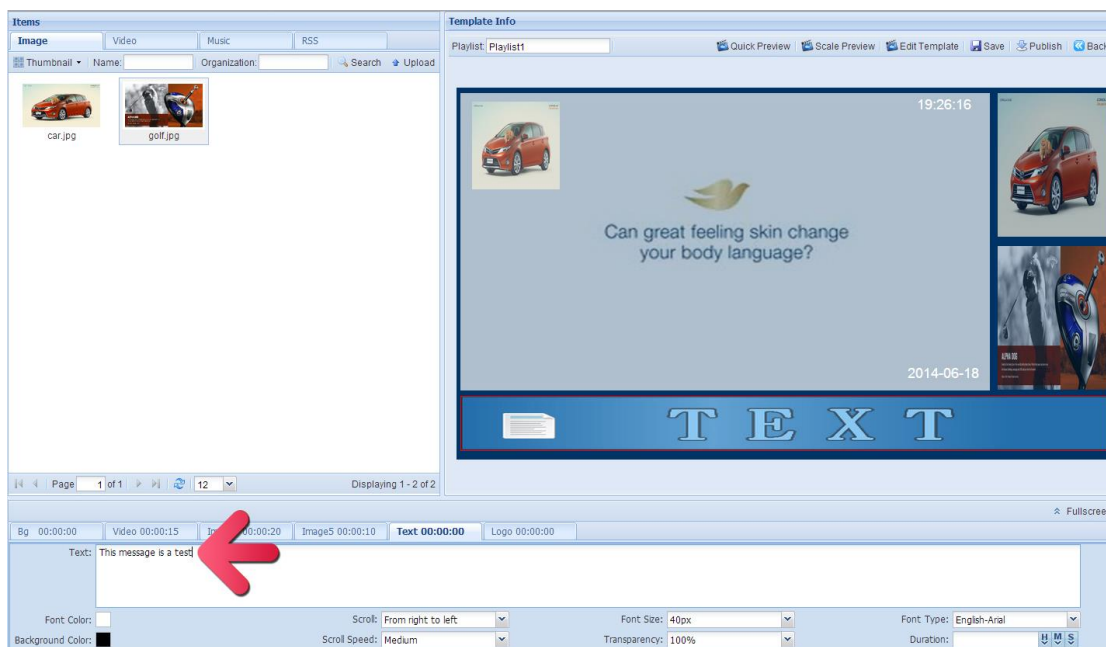 Items
Image Video Music RSS
Thumbnail Name: Organization: Search Upload
car.jpg golf.jpg
Page 1 of 1 12 Displaying 1 - 2 of 2
Template Info
Playlist: Playlist1 Quick Preview Scale Preview Edit Template Save Publish Back
19:26:16
Can great feeling skin change
your body language?
ALPHA DOG
2014-06-18
TEXT
Fullscree
Bg 00:00:00 Video 00:00:15 00:00:20 Image5 00:00:10 Text 00:00:00 Logo 00:00:00
Text: This message is a test
Font Color: Scroll: From right to left Font Size: 40px Font Type: English-Arial
Background Color: Scroll Speed: Medium Transparency: 100% Duration: H M S